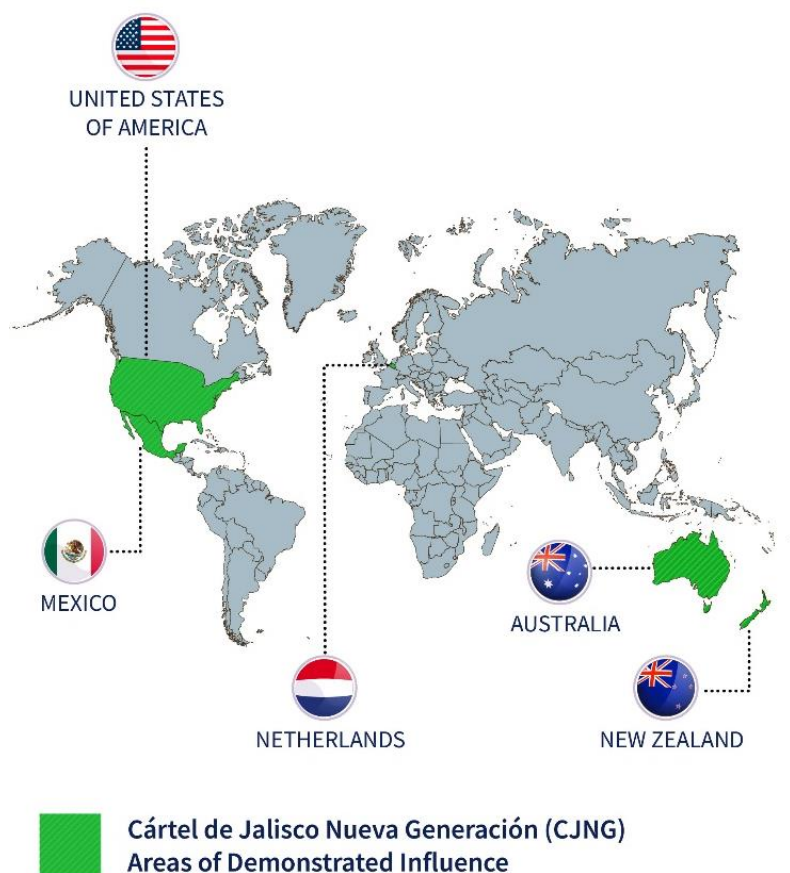 UNITED STATES
OF AMERICA
MEXICO
AUSTRALIA
NETHERLANDS
NEW ZEALAND
Cártel de Jalisco Nueva Generación (CJNG)
Areas of Demonstrated Influence